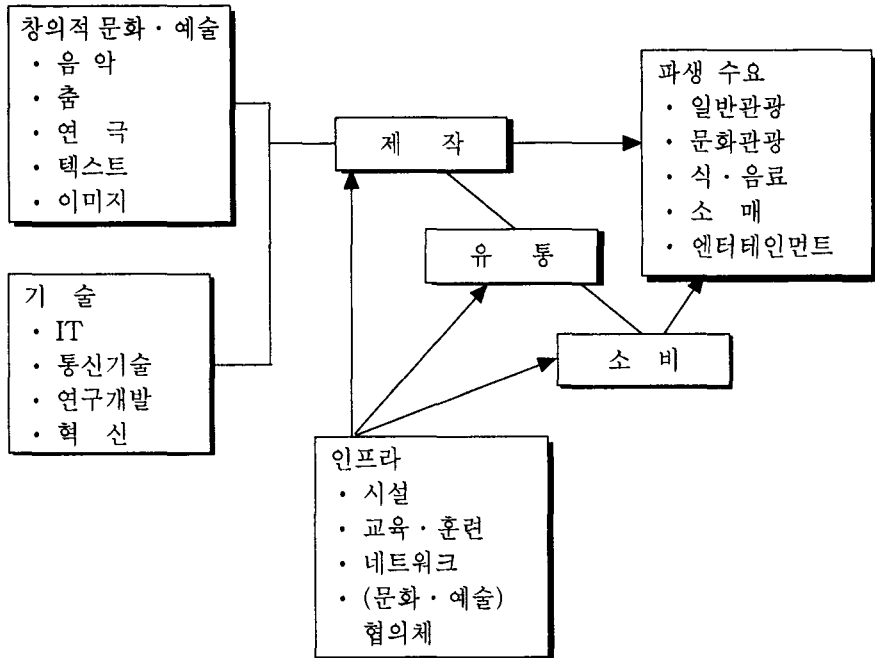 창의적 문화 · 예술
· 음 악
· 춤
· 연 극
· 텍스트
· 이미지
기 술
· IT
· 통신기술
· 연구개발
· 혁 신
제 작
유 통
소 비
파생 수요
· 일반관광
· 문화관광
· 식 · 음료
· 소 매
· 엔터테인먼트
인프라
· 시설
· 교육 · 훈련
· 네트워크
· (문화 · 예술)
협의체